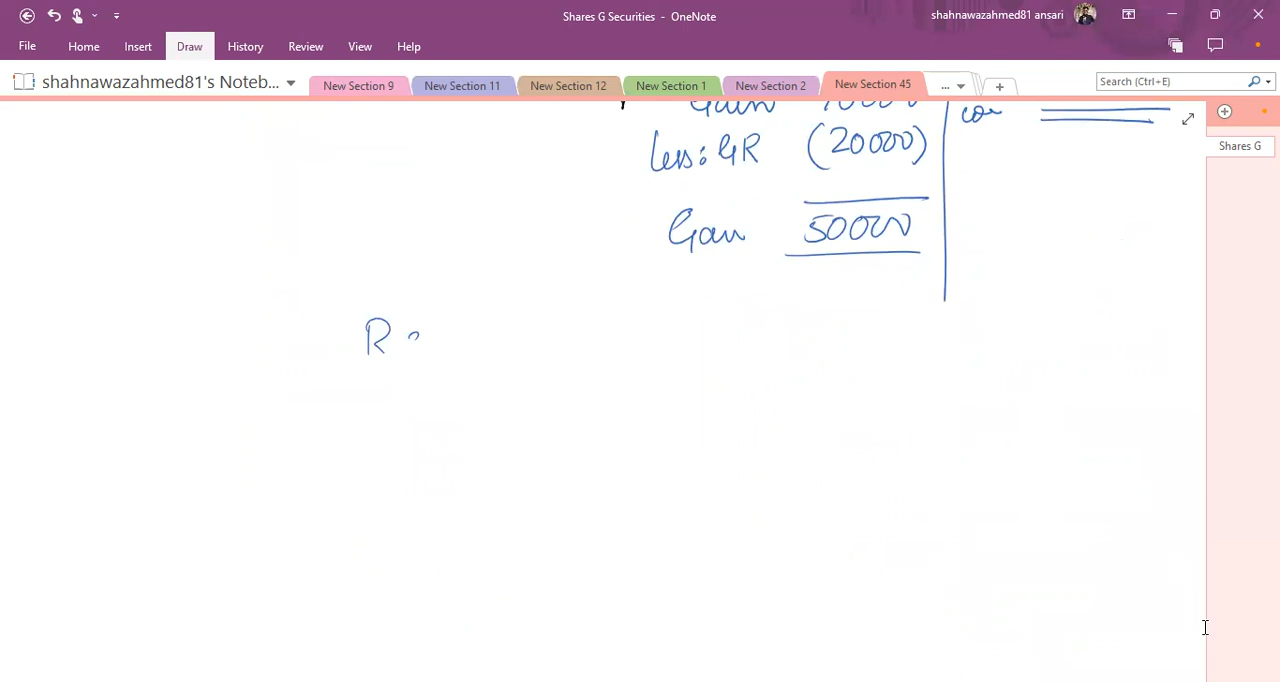 Shares G Securities - OneNote
shahnawazahmed81 ansari
File Home Insert Draw History Review View Help
shahnawazahmed81's Noteb...
New Section 9 New Section 11 New Section 12 New Section 1 New Section 2 New Section 45 ...
Search (Ctrl+E)
Shares G
Gain
Less: GR (20000)
Gain 50000
R